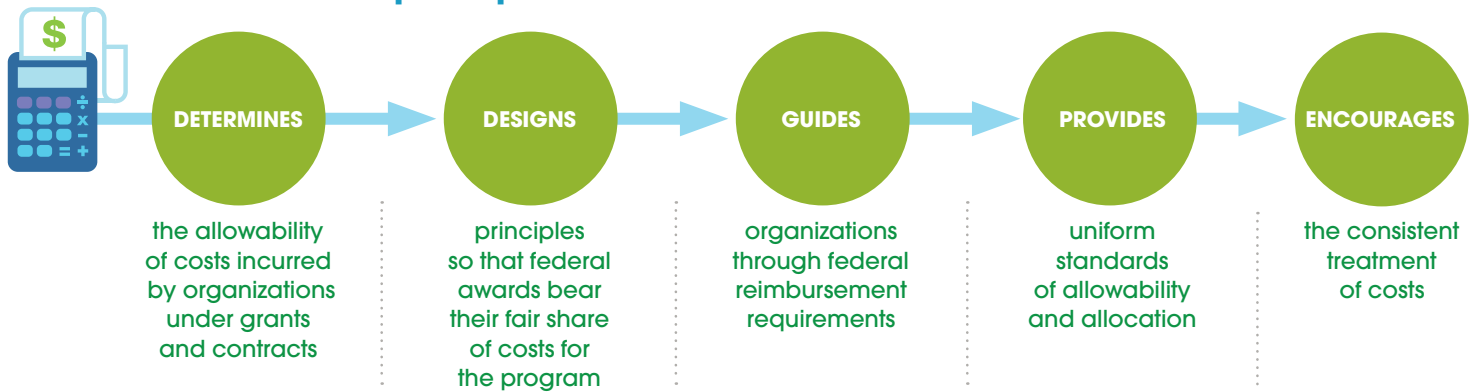 $
÷
x
–
= +
DETERMINES
DESIGNS
GUIDES
PROVIDES
ENCOURAGES
the allowability
of costs incurred
by organizations
under grants
and contracts
principles
so that federal
awards bear
their fair share
of costs for
the program
organizations
through federal
reimbursement
requirements
uniform
standards
of allowability
and allocation
the consistent
treatment
of costs